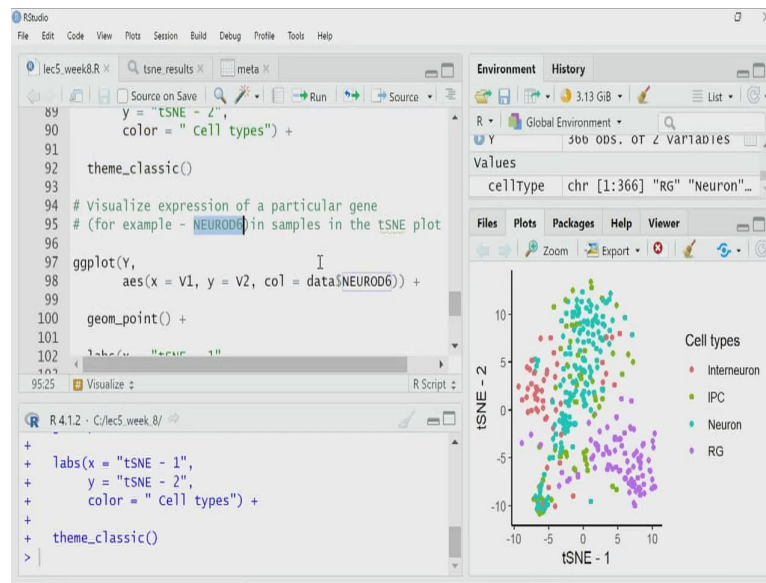 RStudio
File Edit Code View Plots Session Build Debug Profile Tools Help
lec5_week8.R tsne_results meta
Source on Save Run Source
89 y = "tSNE - 2",
90 color = " Cell types") +
91
92 theme_classic()
93
94 # Visualize expression of a particular gene
95 # (for example - NEUROD6)in samples in the tSNE plot
96
97 ggplot(Y,
98 aes(x = V1, y = V2, col = data$NEUROD6)) +
99
100 geom_point() +
101
102 labs(x "tSNE 1"
95:25 Visualize R Script
R 4.1.2 · C:/lec5_week_8/
+
+ labs(x = "tSNE - 1",
+ y = "tSNE - 2",
+ color = " Cell types") +
+
+ theme_classic()
>
Environment History
3.13 GiB List
R Global Environment
Y 366 obs. of 2 variables
Values
cellType chr [1:366] "RG" "Neuron"…
Files Plots Packages Help Viewer
Zoom Export
tSNE - 2
10
5
0
-5
-10
-10 -5 0 5 10
tSNE - 1
Cell types
Interneuron
IPC
Neuron
RG